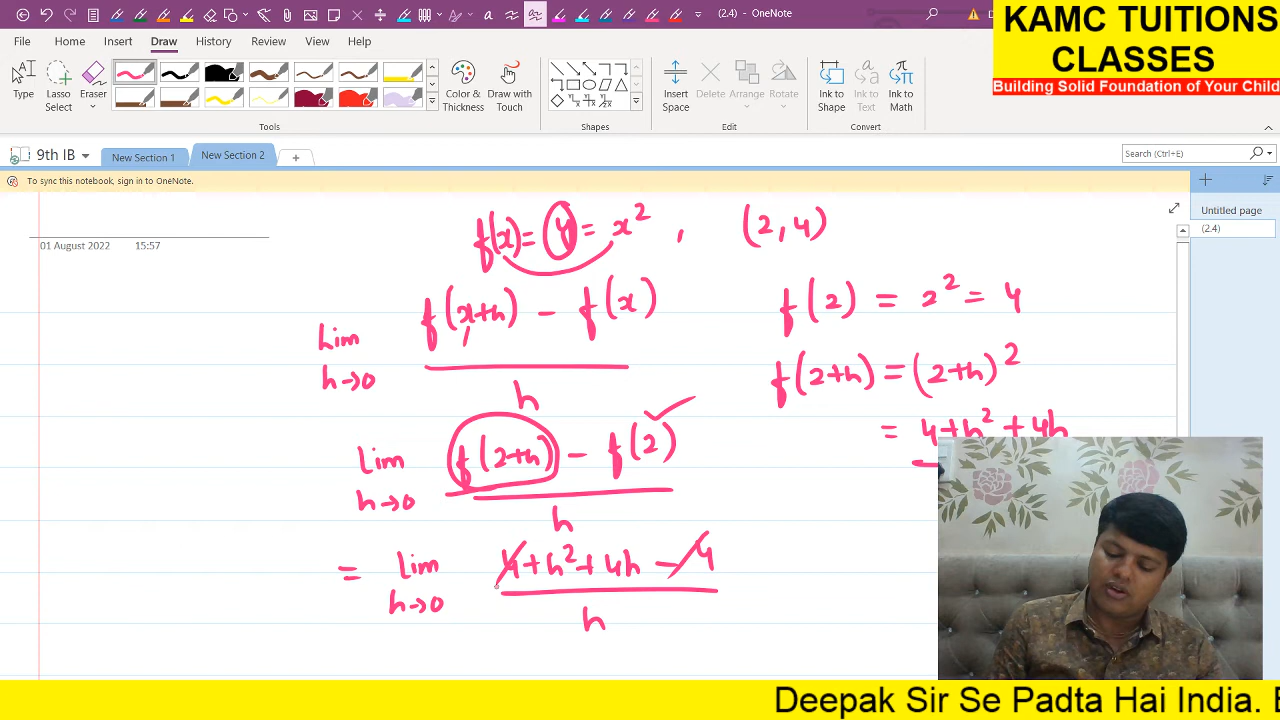 (2.4) - OneNote
KAMC TUITIONS
CLASSES
Building Solid Foundation of Your Child
File Home Insert Draw History Review View Help
Type
Lasso Select
Eraser
Color & Thickness
Draw with Touch
Insert Space
Delete
Arrange
Rotate
Ink to Shape
Ink to Text
Ink to Math
Tools Shapes Edit Convert
9th IB New Section 1 New Section 2 +
Search (Ctrl+E)
To sync this notebook, sign in to OneNote.
Untitled page
(2.4)
01 August 2022 15:57
f(x) = y = x² , (2, 4)
Lim h→0 f(x+h) - f(x) / h
f(2) = 2² = 4
f(2+h) = (2+h)²
= 4+h²+4h
Lim h→0 f(2+h) - f(2) / h
= Lim h→0 4+h²+4h - 4 / h
Deepak Sir Se Padta Hai India.